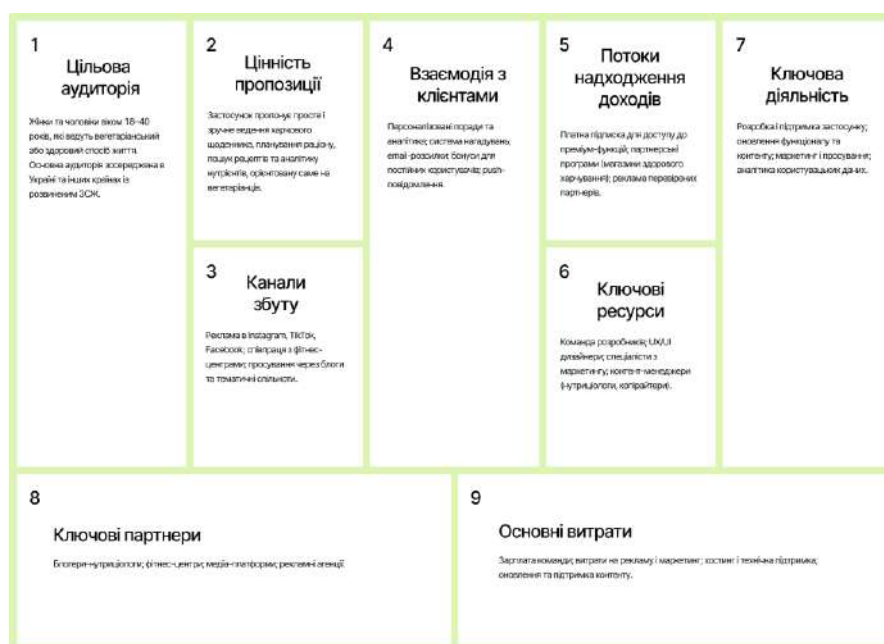 1
Цільова
аудиторія
Жінки та чоловіки віком 18–40
років, які ведуть вегетаріанський
або здоровий спосіб життя.
Основна аудиторія зосереджена в
Україні та інших країнах із
розвиненим ЗСЖ.
2
Цінність
пропозиції
Застосунок пропонує просте і
зручне ведення харчового
щоденника, планування раціону,
пошук рецептів та аналітику
нутрієнтів, орієнтовану саме на
вегетаріанців.
3
Канали
збуту
Реклама в Instagram, TikTok,
Facebook; співпраця з фітнес-
центрами; просування через блоги
та тематичні спільноти.
4
Взаємодія з
клієнтами
Персоналізовані поради та
аналітика; система нагадувань;
email-розсилки; бонуси для
постійних користувачів; push-
повідомлення.
5
Потоки
надходження
доходів
Платна підписка для доступу до
преміум-функцій; партнерські
програми (магазини здорового
харчування); реклама перевірених
партнерів.
6
Ключові
ресурси
Команда розробників; UX/UI
дизайнери; спеціалісти з
маркетингу; контент-менеджери
(нутриціологи, копірайтери).
7
Ключова
діяльність
Розробка і підтримка застосунку;
оновлення функціоналу та
контенту; маркетинг і просування;
аналітика користувацьких даних.
8
Ключові партнери
Блогери-нутриціологи; фітнес-центри; медіа-платформи; рекламні агенції.
9
Основні витрати
Зарплата команди; витрати на рекламу і маркетинг; хостинг і технічна підтримка;
оновлення та підтримка контенту.